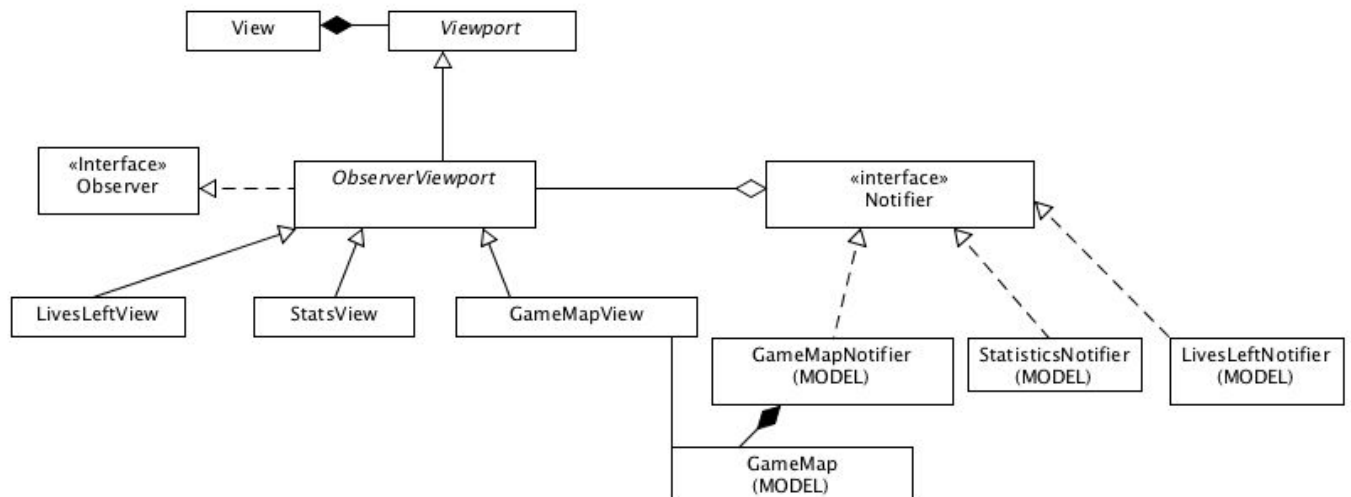 View
Viewport
«Interface»
Observer
ObserverViewport
«interface»
Notifier
LivesLeftView
StatsView
GameMapView
GameMapNotifier
(MODEL)
StatisticsNotifier
(MODEL)
LivesLeftNotifier
(MODEL)
GameMap
(MODEL)